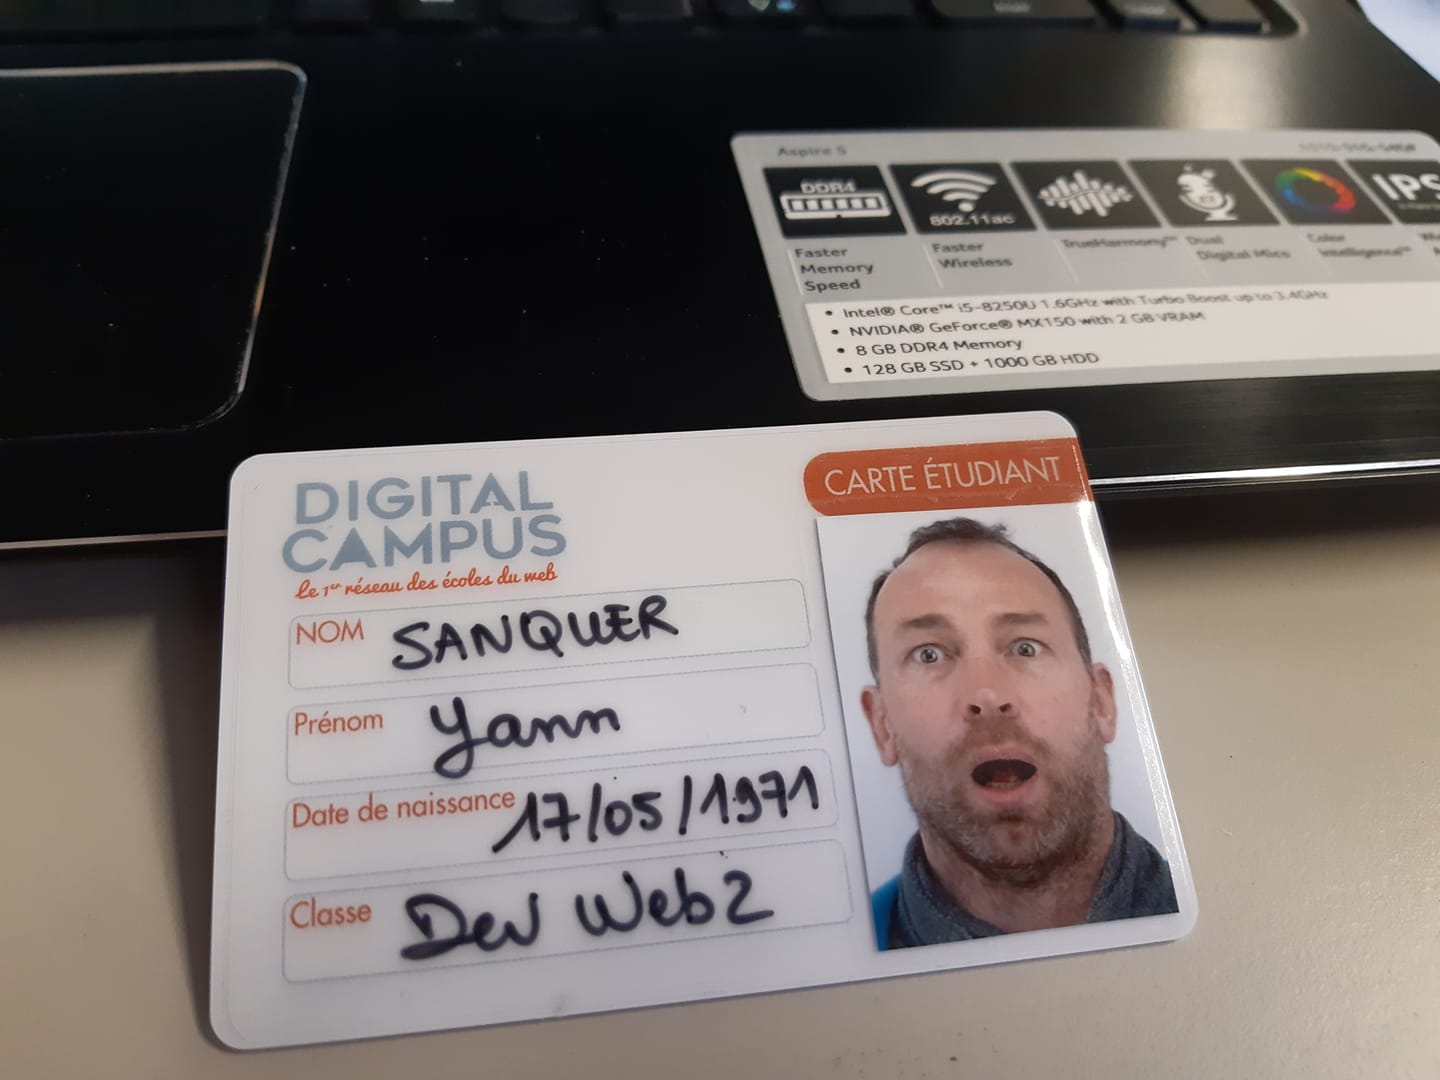 Aspire 5
DDR4
802.11ac
IPS
Faster Memory Speed
Faster Wireless
TrueHarmony™
Dual Digital Mics
Color Intelligence™
• Intel® Core™ i5-8250U 1.6GHz with Turbo Boost up to 3.4GHz
• NVIDIA® GeForce® MX150 with 2 GB VRAM
• 8 GB DDR4 Memory
• 128 GB SSD + 1000 GB HDD
DIGITAL
CAMPUS
Le 1er réseau des écoles du web
CARTE ÉTUDIANT
NOM SANQUER
Prénom Yann
Date de naissance 17/05/1971
Classe Dev Web 2